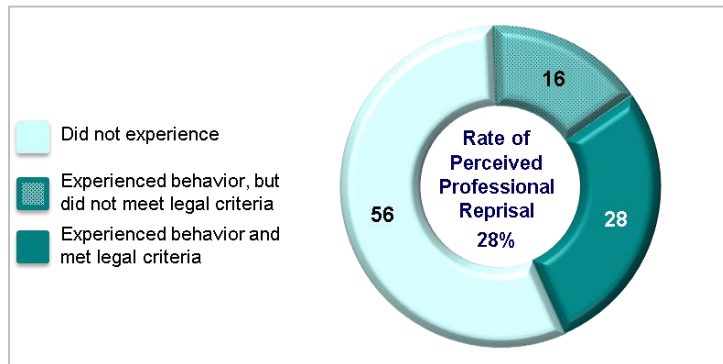 Did not experience
Experienced behavior, but
did not meet legal criteria
Experienced behavior and
met legal criteria
16
Rate of
Perceived
Professional
Reprisal
28%
56
28